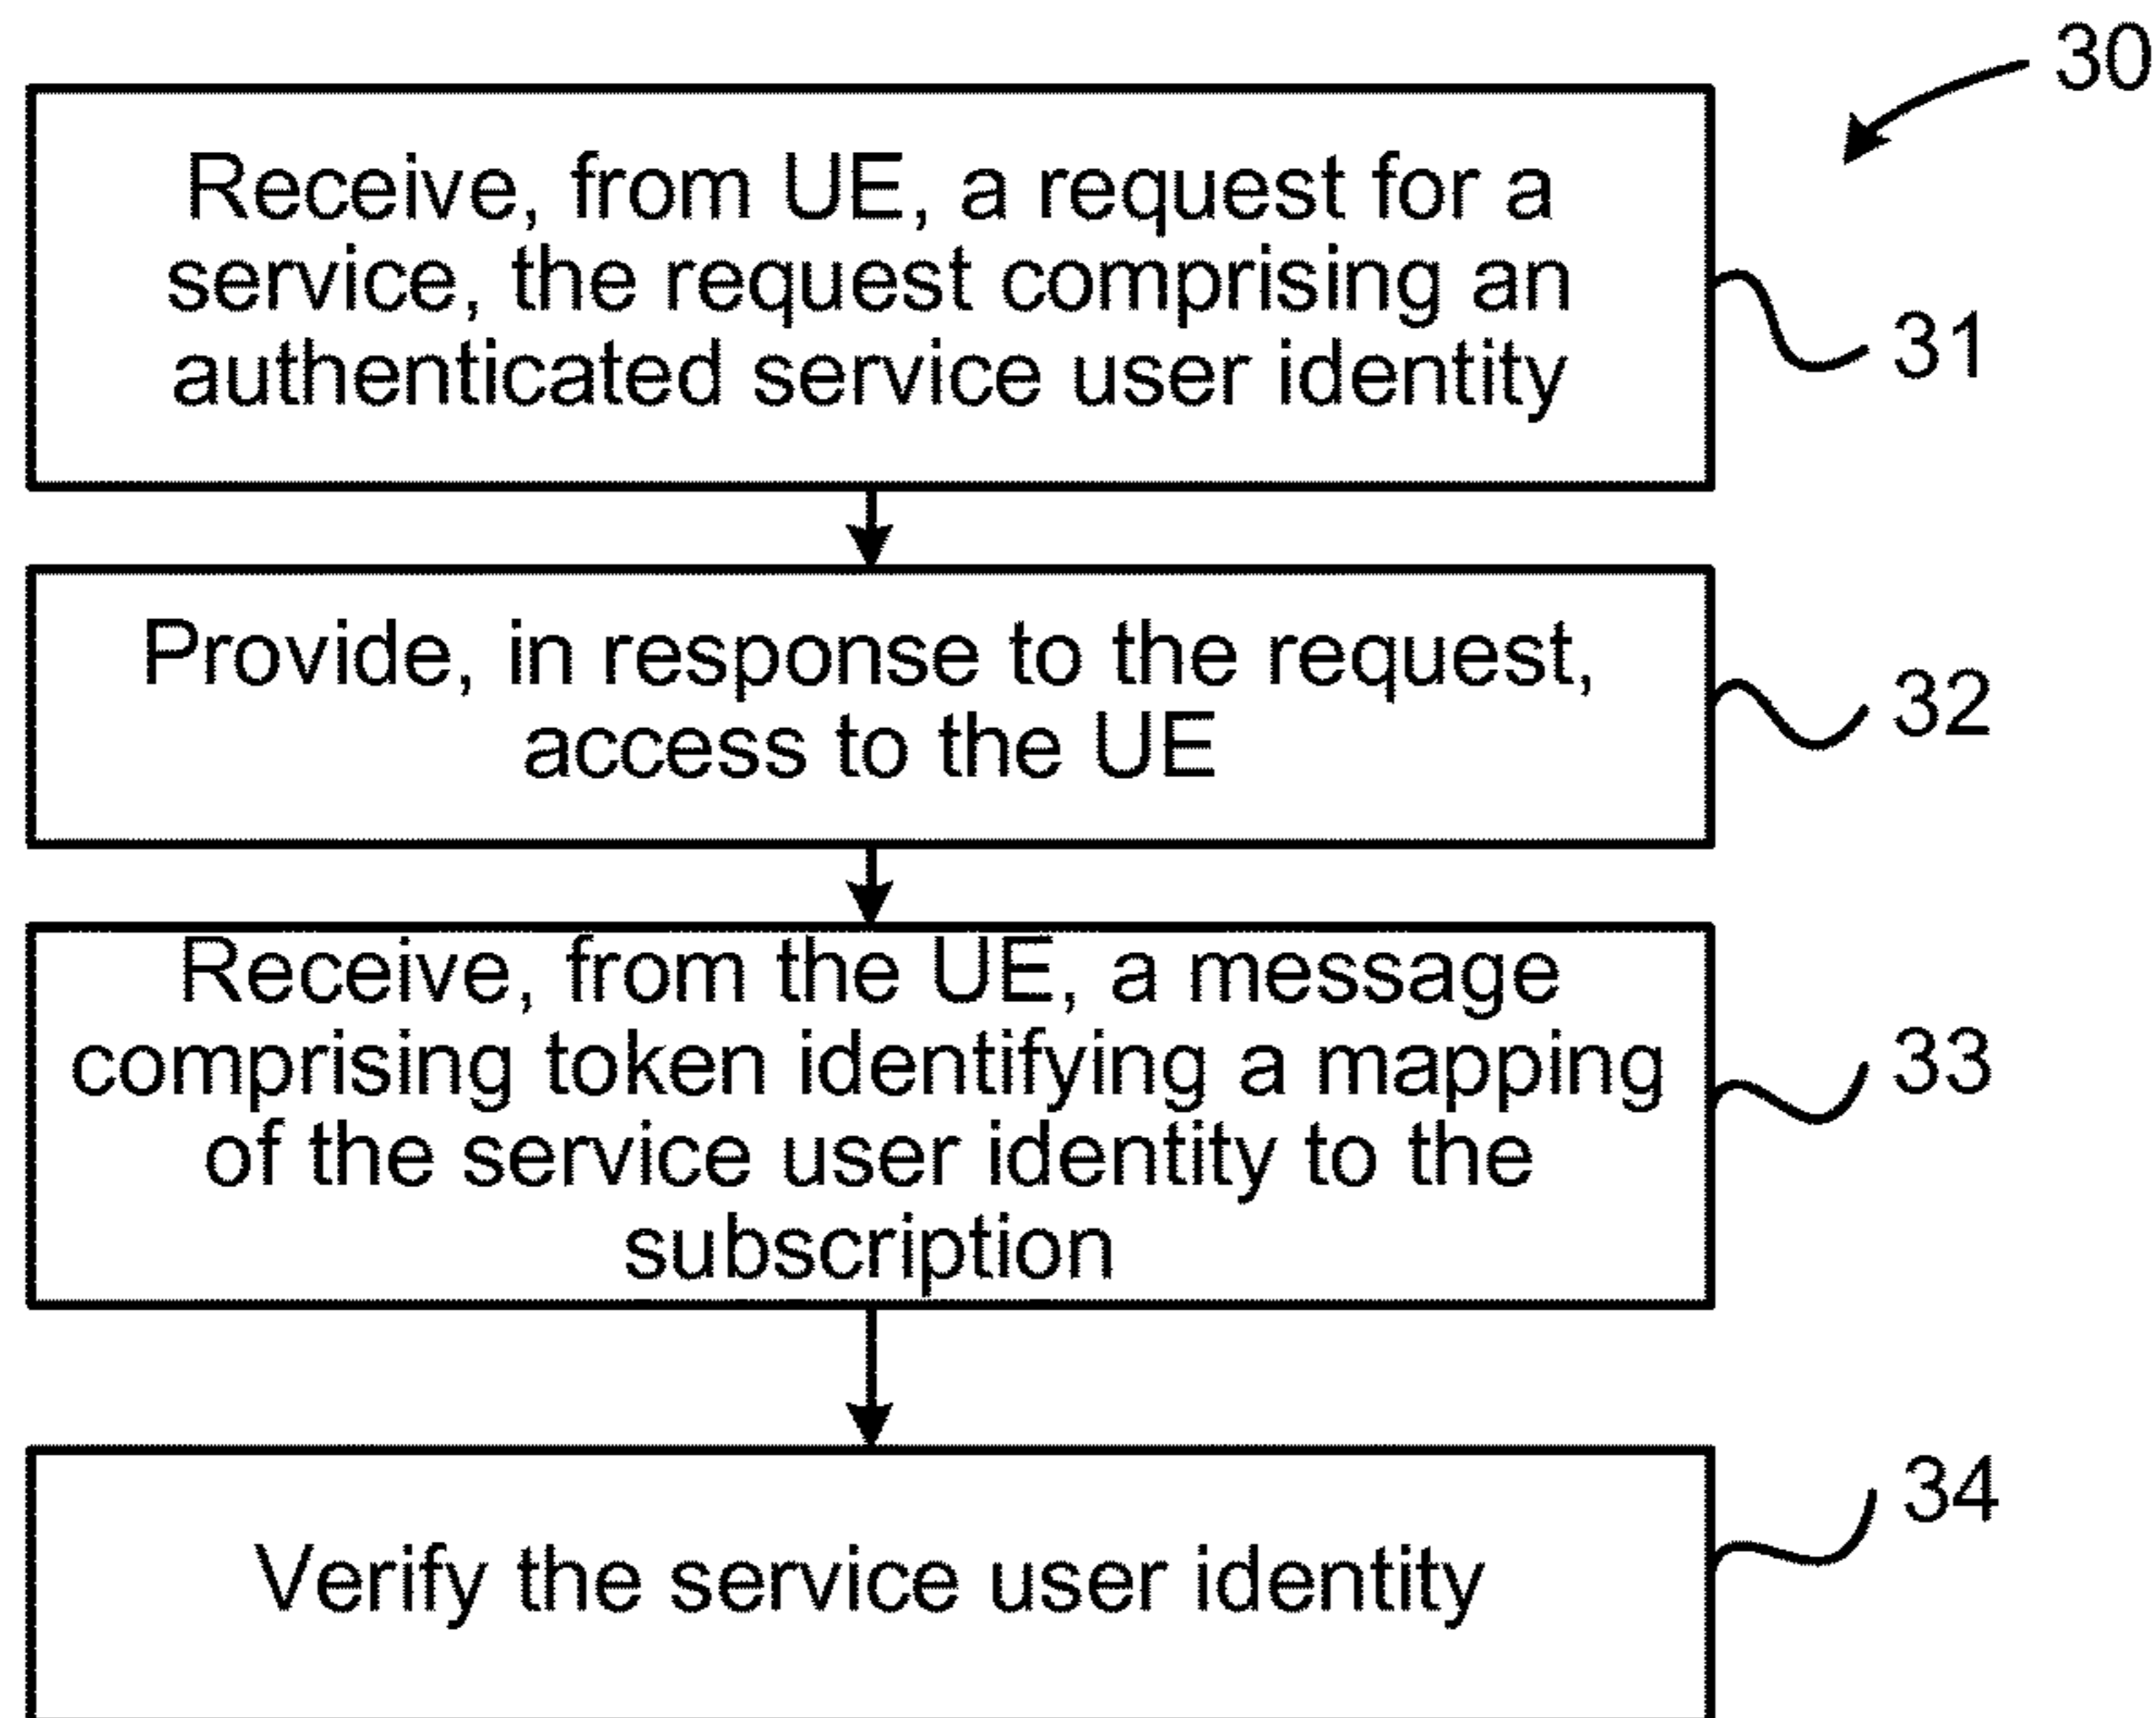 30
Receive, from UE, a request for a
service, the request comprising an
authenticated service user identity
31
Provide, in response to the request,
access to the UE
32
Receive, from the UE, a message
comprising token identifying a mapping
of the service user identity to the
subscription
33
Verify the service user identity
34